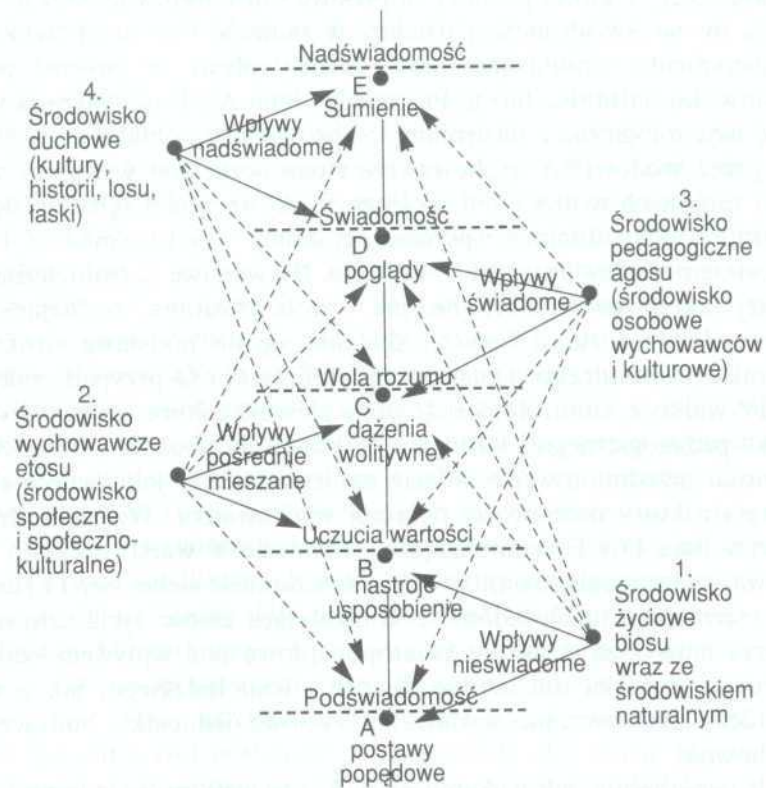 Nadświadomość
E
Sumienie
4.
Środowisko
duchowe
(kultury,
historii, losu,
łaski)
Wpływy
nadświadome
Świadomość
D
poglądy
3.
Środowisko
pedagogiczne
agosu
(środowisko
osobowe
wychowawców
i kulturowe)
Wpływy
świadome
Wola rozumu
C
dażenia
wolitywne
2.
Środowisko
wychowawcze
etosu
(środowisko
społeczne
i społeczno-
kulturalne)
Wpływy
pośrednie
mieszane
Uczucia wartości
B
nastroje
usposobienie
1.
Środowisko
życiowe
biosu
wraz ze
środowiskiem
naturalnym
Wpływy
nieświadome
Podświadomość
A
postawy
popędowe